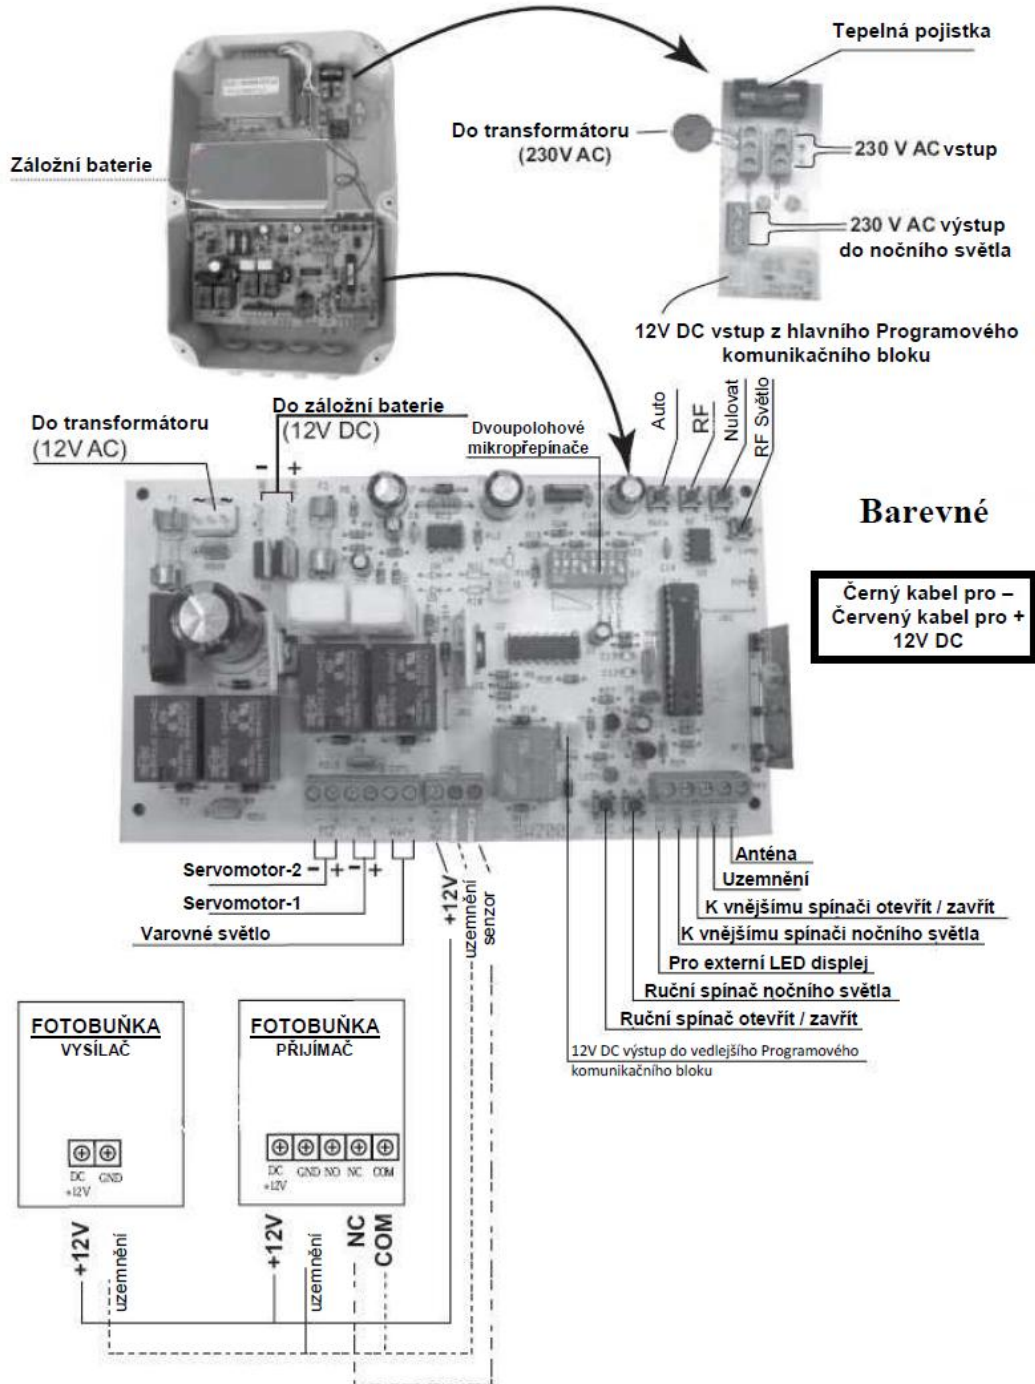 Tepelná pojistka
Do transformátoru
(230V AC)
230 V AC vstup
Záložní baterie
230 V AC výstup
do nočního světla
12V DC vstup z hlavního Programového
komunikačního bloku
Do transformátoru
(12V AC)
Do záložní baterie
(12V DC)
Dvoupolohové
mikropřepínače
Auto
RF
Nulovat
RF Světlo
- +
~ ~
Barevné
Černý kabel pro –
Červený kabel pro +
12V DC
Servomotor-2
- +
- +
Servomotor-1
Varovné světlo
+12V
uzemnění
senzor
Anténa
Uzemnění
K vnějšímu spínači otevřít / zavřít
K vnějšímu spínači nočního světla
Pro externí LED displej
Ruční spínač nočního světla
Ruční spínač otevřít / zavřít
12V DC výstup do vedlejšího Programového
komunikačního bloku
FOTOBUŇKA
VYSÍLAČ
DC GND
+12V
FOTOBUŇKA
PŘIJÍMAČ
DC GND NO NC COM
+12V
+12V
uzemnění
+12V
uzemnění
NC
COM